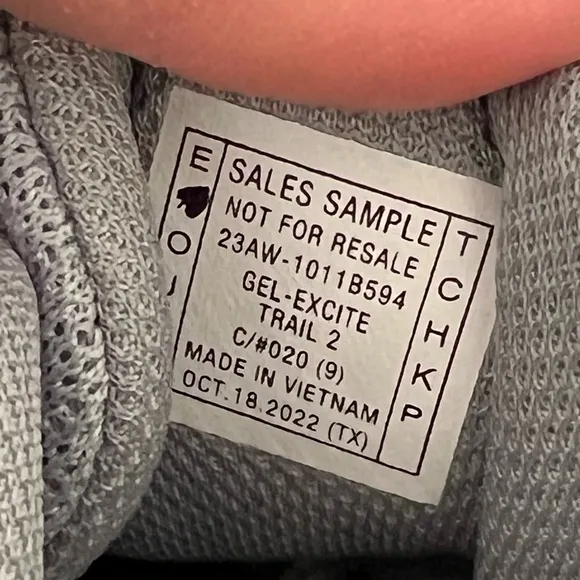 E
O
SALES SAMPLE
NOT FOR RESALE
23AW-1011B594
GEL-EXCITE
TRAIL 2
C/#020 (9)
MADE IN VIETNAM
OCT.18.2022 (TX)
T
C
H
K
P